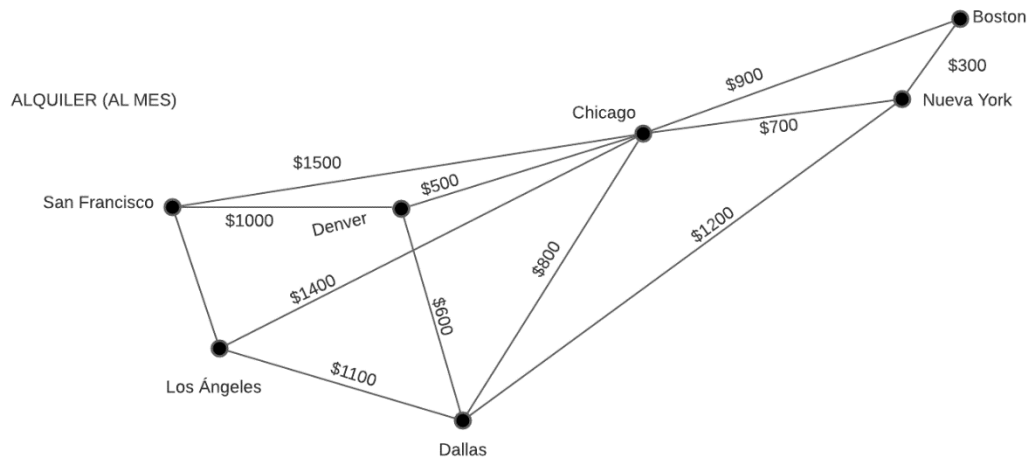 Boston
$300
$900
ALQUILER (AL MES)
Nueva York
Chicago
$700
$1500
$500
San Francisco
$1000
Denver
$1200
$800
$1400
$600
$1100
Los Ángeles
Dallas